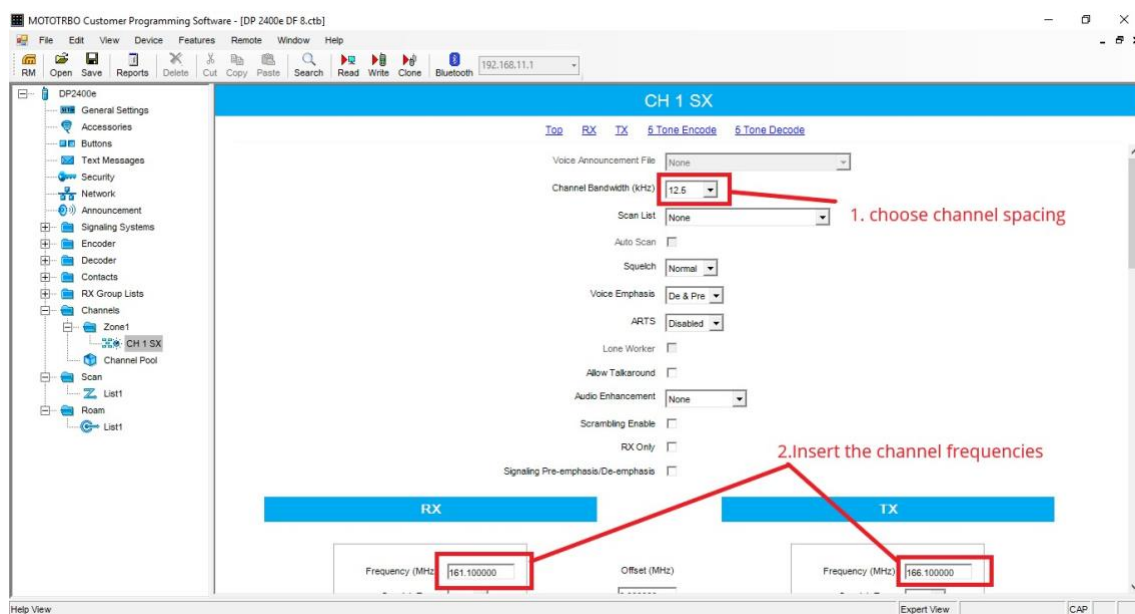 MOTOTRBO Customer Programming Software - [DP 2400e DF 8.ctb]
File Edit View Device Features Remote Window Help
RM Open Save Reports Delete Cut Copy Paste Search Read Write Clone Bluetooth 192.168.11.1
DP2400e
General Settings
Accessories
Buttons
Text Messages
Security
Network
Announcement
Signaling Systems
Encoder
Decoder
Contacts
RX Group Lists
Channels
Zone1
CH 1 SX
Channel Pool
Scan
List1
Roam
List1
CH 1 SX
Top RX TX 5 Tone Encode 5 Tone Decode
Voice Announcement File None
Channel Bandwidth (kHz) 12.5
1. choose channel spacing
Scan List None
Auto Scan
Squelch Normal
Voice Emphasis De & Pre
ARTS Disabled
Lone Worker
Allow Talkaround
Audio Enhancement None
Scrambling Enable
RX Only
2.Insert the channel frequencies
Signaling Pre-emphasis/De-emphasis
RX TX
Frequency (MHz 161.100000 Offset (MHz) Frequency (MHz) 166.100000
Help View Expert View CAP